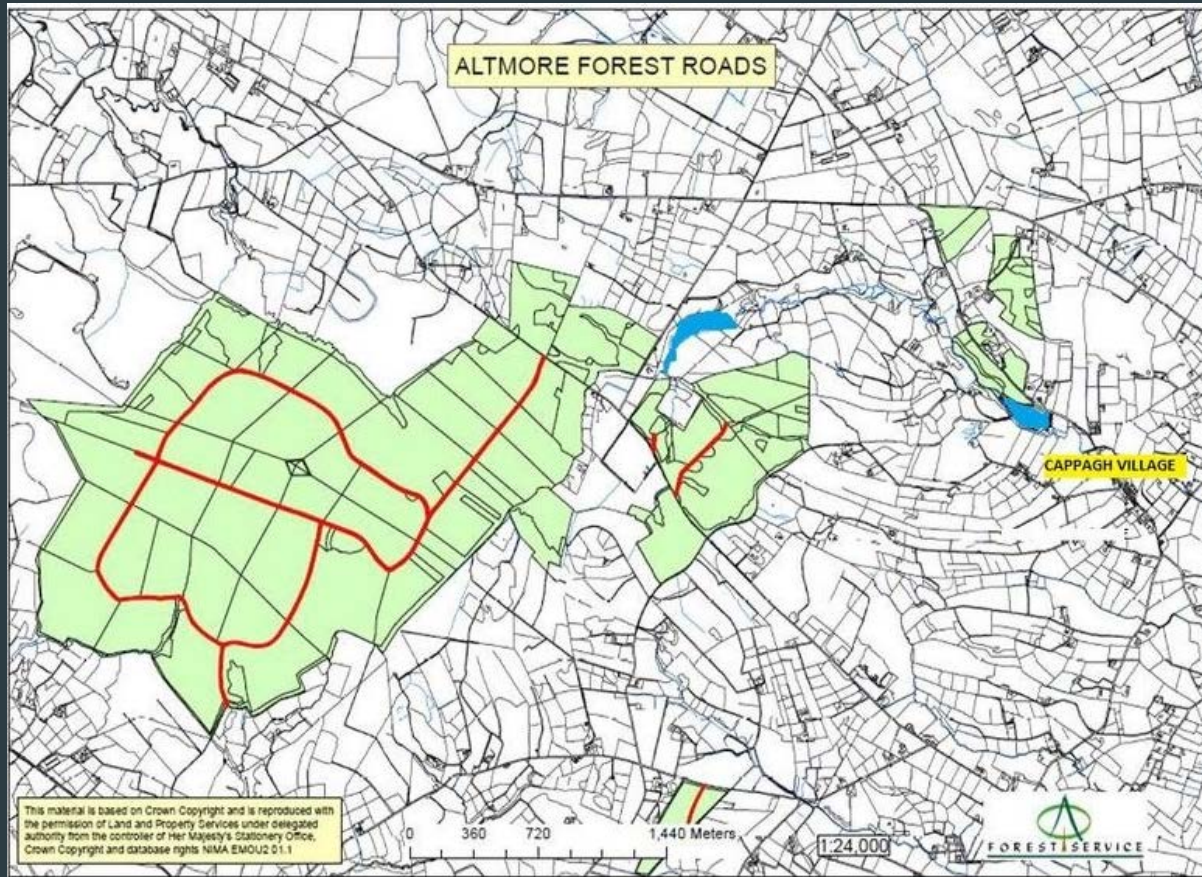 ALTMORE FOREST ROADS
CAPPAGH VILLAGE
This material is based on Crown Copyright and is reproduced with
the permission of Land and Property Services under delegated
authority from the controller of Her Majesty's Stationery Office,
Crown Copyright and database rights NIMA EMOU2 01.1
0 360 720 1,440 Meters
1:24,000
FOREST SERVICE